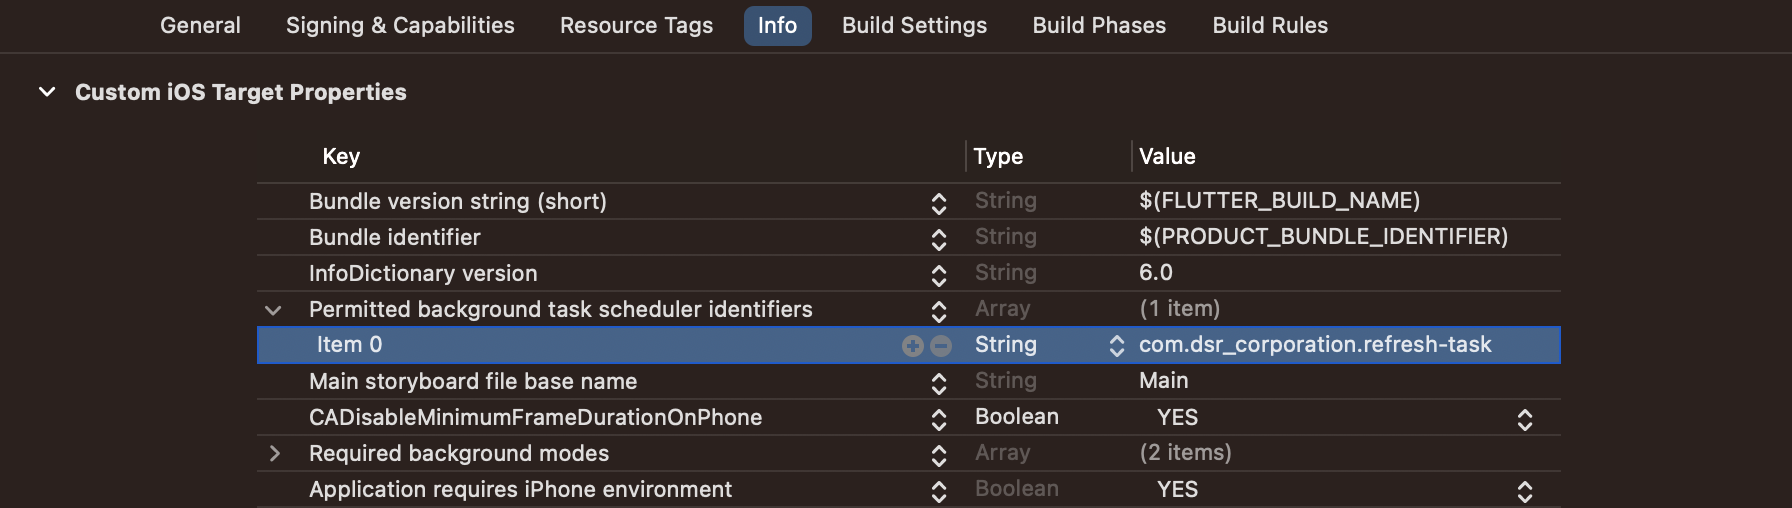 General Signing & Capabilities Resource Tags Info Build Settings Build Phases Build Rules
Custom iOS Target Properties
Key Type Value
Bundle version string (short) String $(FLUTTER_BUILD_NAME)
Bundle identifier String $(PRODUCT_BUNDLE_IDENTIFIER)
InfoDictionary version String 6.0
Permitted background task scheduler identifiers Array (1 item)
Item 0 String com.dsr_corporation.refresh-task
Main storyboard file base name String Main
CADisableMinimumFrameDurationOnPhone Boolean YES
Required background modes Array (2 items)
Application requires iPhone environment Boolean YES